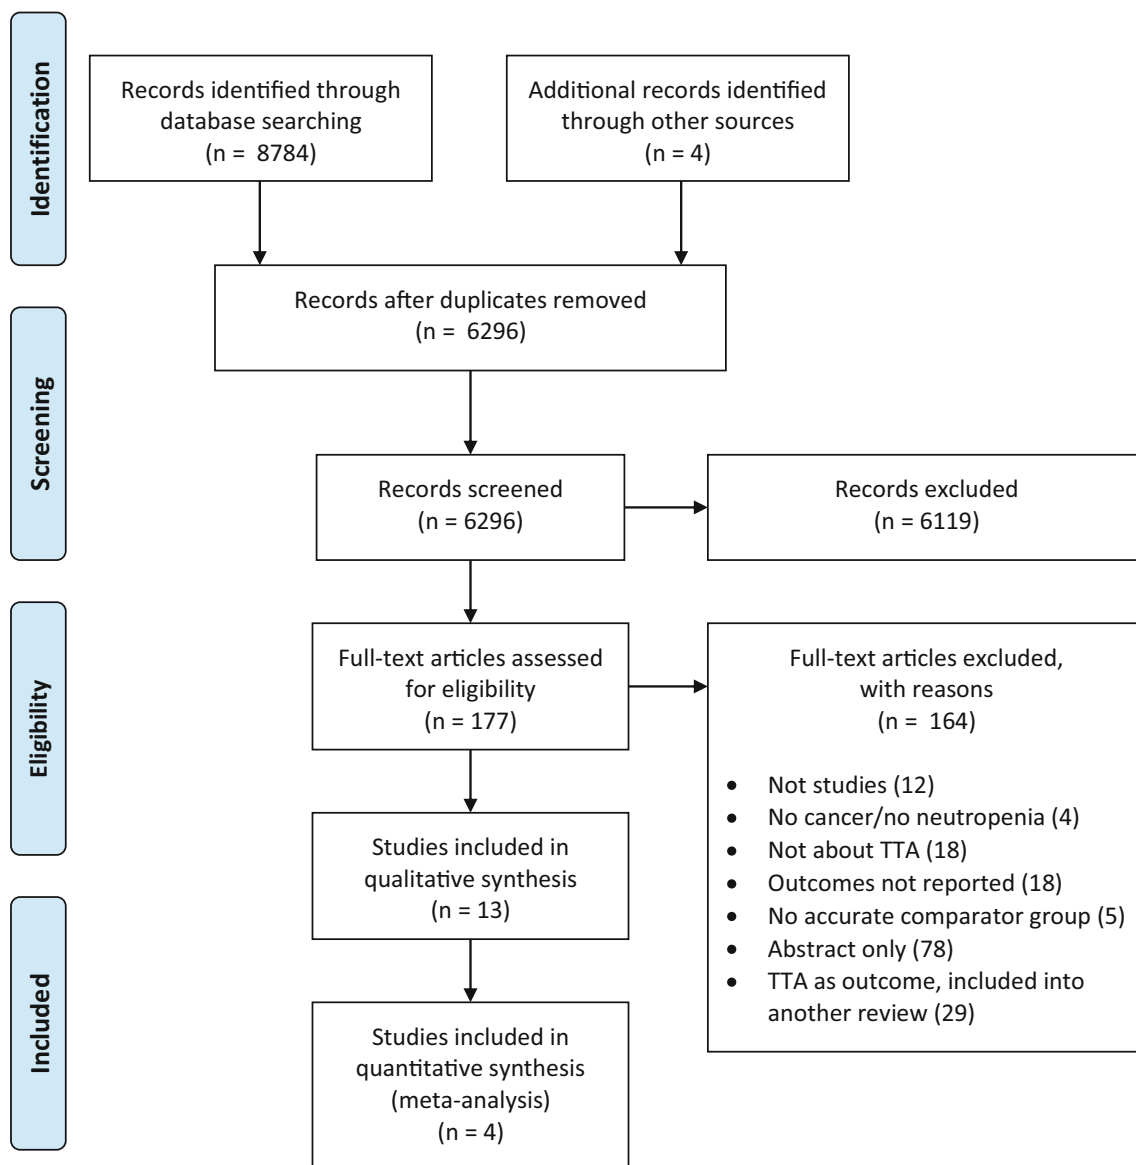 Identification
Records identified through
database searching
(n =  8784)
Additional records identified
through other sources
(n = 4)
Records after duplicates removed
(n =  6296)
Screening
Records screened
(n = 6296)
Records excluded
(n = 6119)
Eligibility
Full-text articles assessed
for eligibility
(n = 177)
Full-text articles excluded,
with reasons
(n =  164)
• Not studies (12)
• No cancer/no neutropenia (4)
• Not about TTA (18)
• Outcomes not reported (18)
• No accurate comparator group (5)
• Abstract only (78)
• TTA as outcome, included into
another review (29)
Studies included in
qualitative synthesis
(n = 13)
Included
Studies included in
quantitative synthesis
(meta-analysis)
(n = 4)